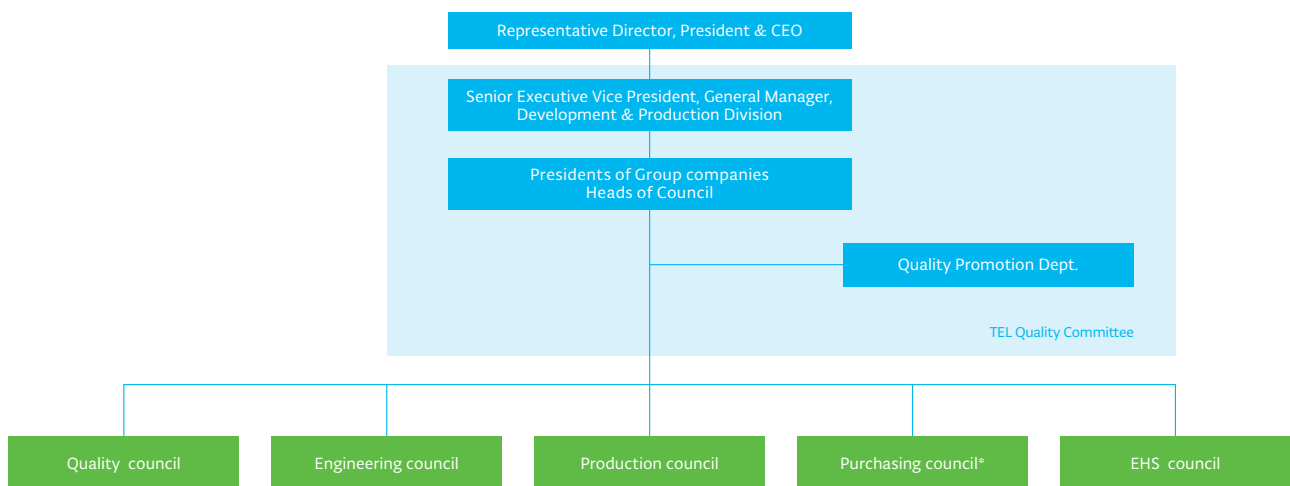 Representative Director, President & CEO
Senior Executive Vice President, General Manager,
Development & Production Division
Presidents of Group companies
Heads of Council
Quality Promotion Dept.
TEL Quality Committee
Quality council
Engineering council
Production council
Purchasing council*
EHS council